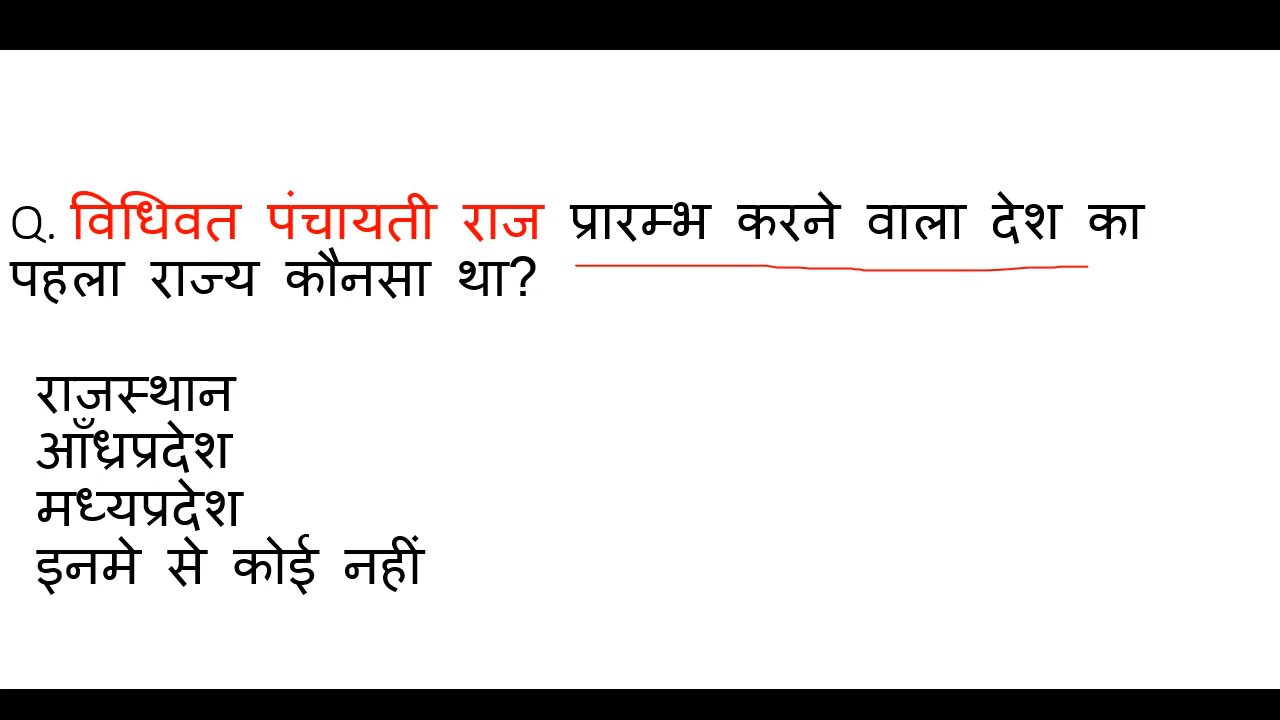 Q. विधिवत पंचायती राज प्रारम्भ करने वाला देश का
पहला राज्य कौनसा था?
राजस्थान
आँध्रप्रदेश
मध्यप्रदेश
इनमे से कोई नहीं